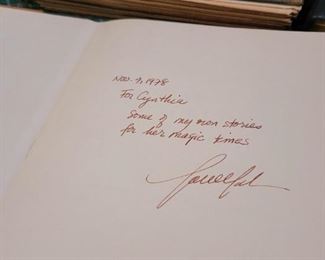 Nov. 7, 1978
For Cynthia
Some of my own stories
for her magic times